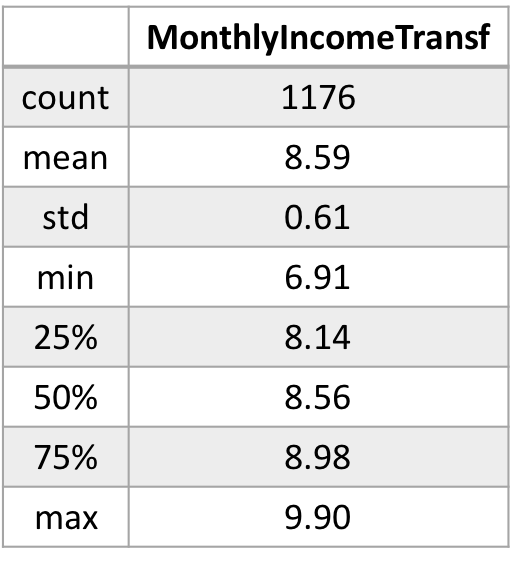 MonthlyIncomeTransf
count 1176
mean 8.59
std 0.61
min 6.91
25% 8.14
50% 8.56
75% 8.98
max 9.90